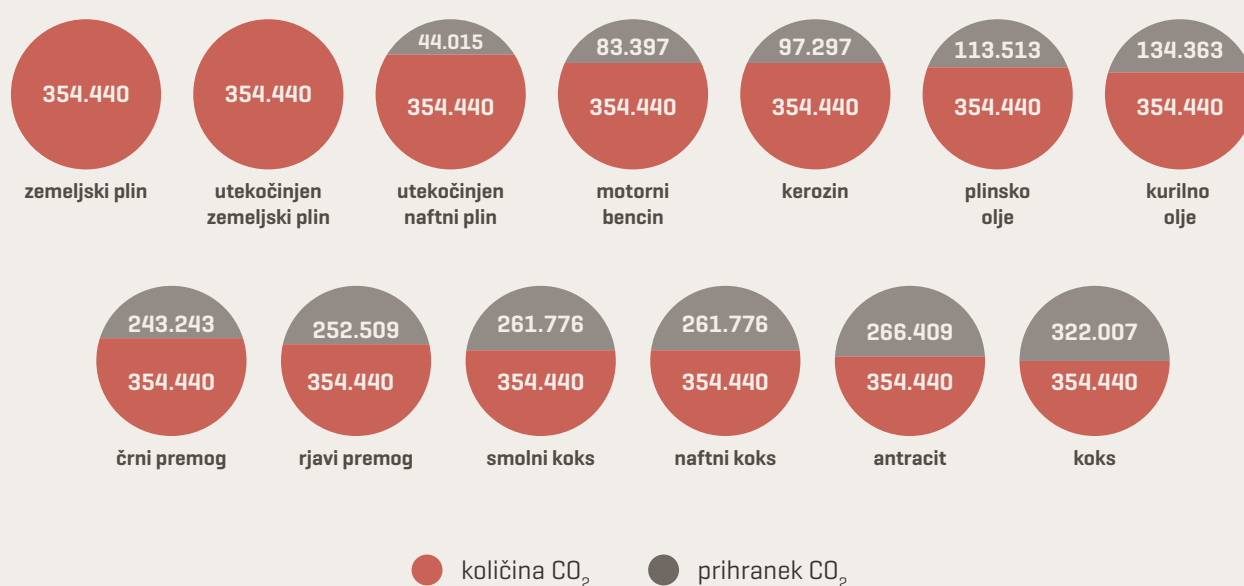 44.015 83.397 97.297 113.513 134.363
354.440 354.440 354.440 354.440 354.440 354.440 354.440
zemeljski plin utekočinjen utekočinjen motorni kerozin plinsko kurilno
zemeljski plin naftni plin bencin olje olje
243.243 252.509 261.776 261.776 266.409 322.007
354.440 354.440 354.440 354.440 354.440 354.440
črni premog rjavi premog smolni koks naftni koks antracit koks
količina CO₂ prihranek CO₂